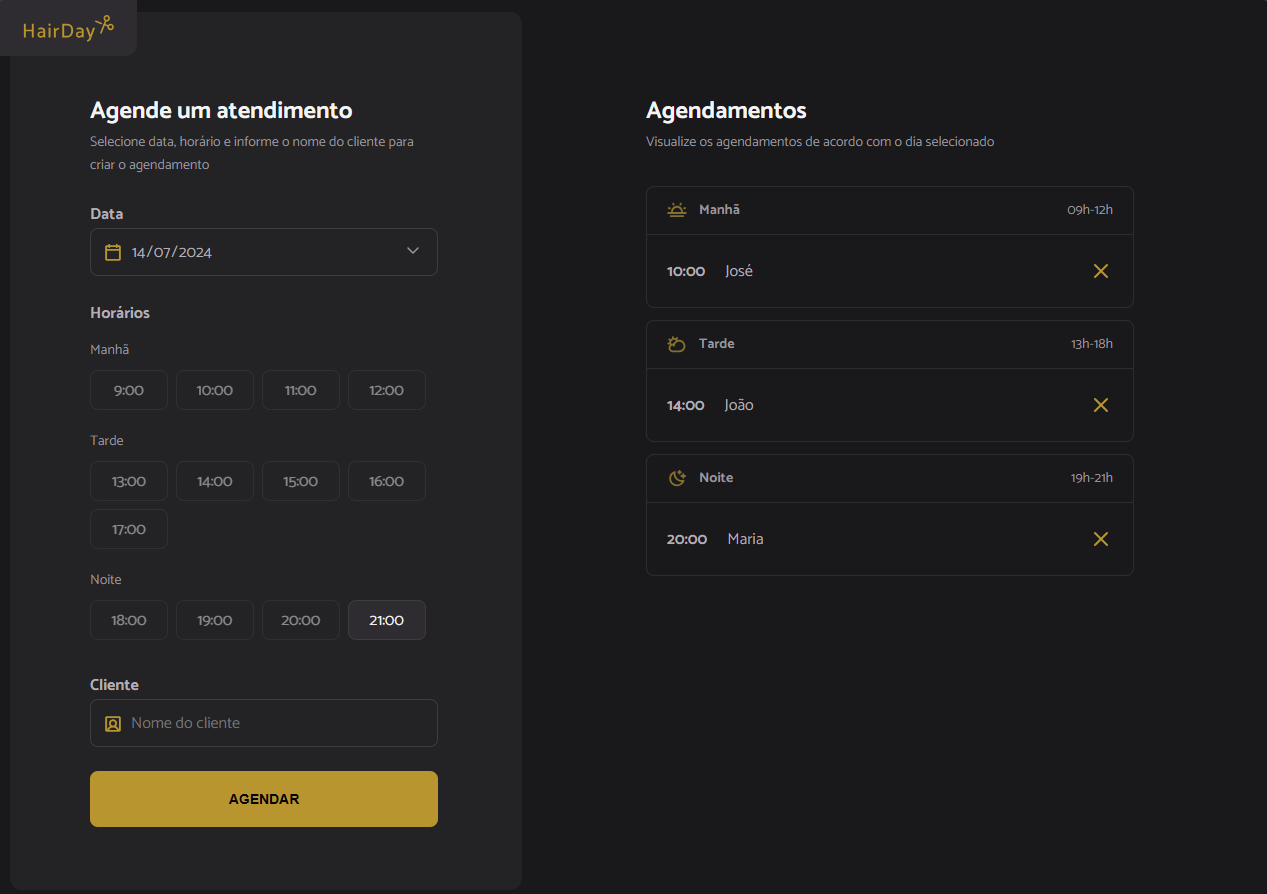 HairDay
Agende um atendimento
Selecione data, horário e informe o nome do cliente para
criar o agendamento
Data
14/07/2024
Horários
Manhã
9:00 10:00 11:00 12:00
Tarde
13:00 14:00 15:00 16:00
17:00
Noite
18:00 19:00 20:00 21:00
Cliente
Nome do cliente
AGENDAR
Agendamentos
Visualize os agendamentos de acordo com o dia selecionado
Manhã 09h-12h
10:00 José
Tarde 13h-18h
14:00 João
Noite 19h-21h
20:00 Maria